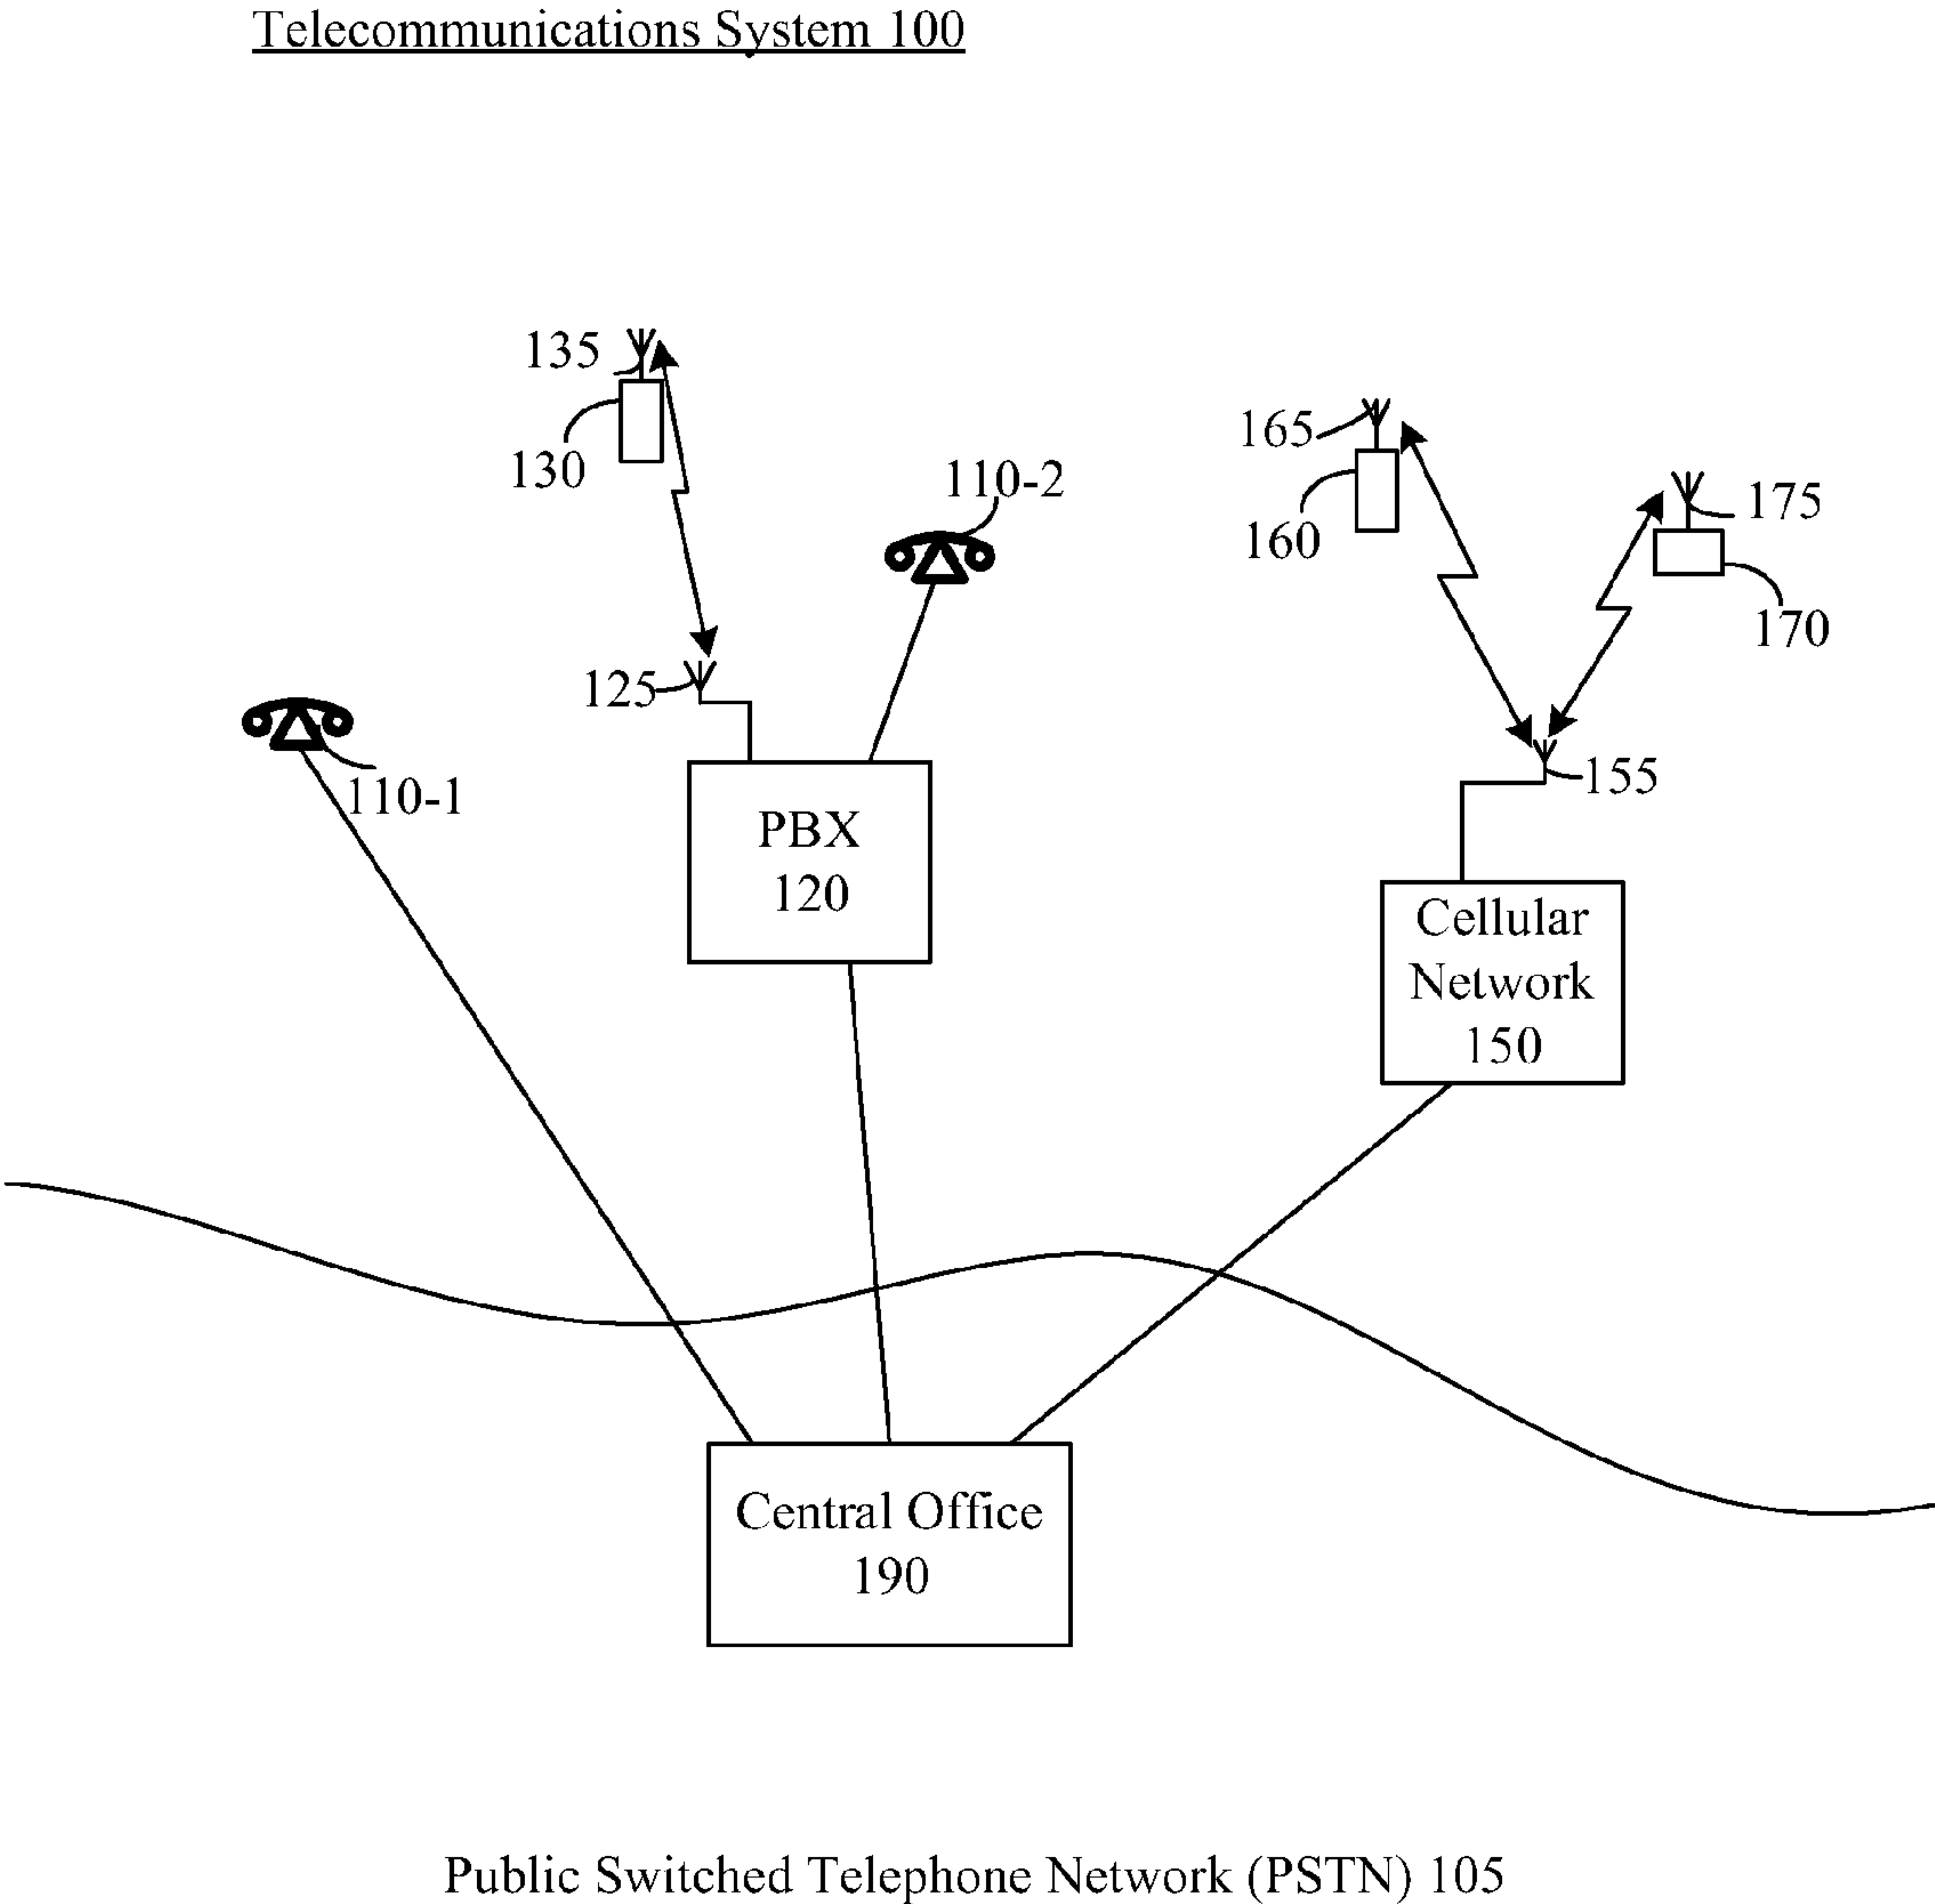 Telecommunications System 100
135
130
110-2
165
160
175
170
125
110-1
155
PBX
120
Cellular
Network
150
Central Office
190
Public Switched Telephone Network (PSTN) 105